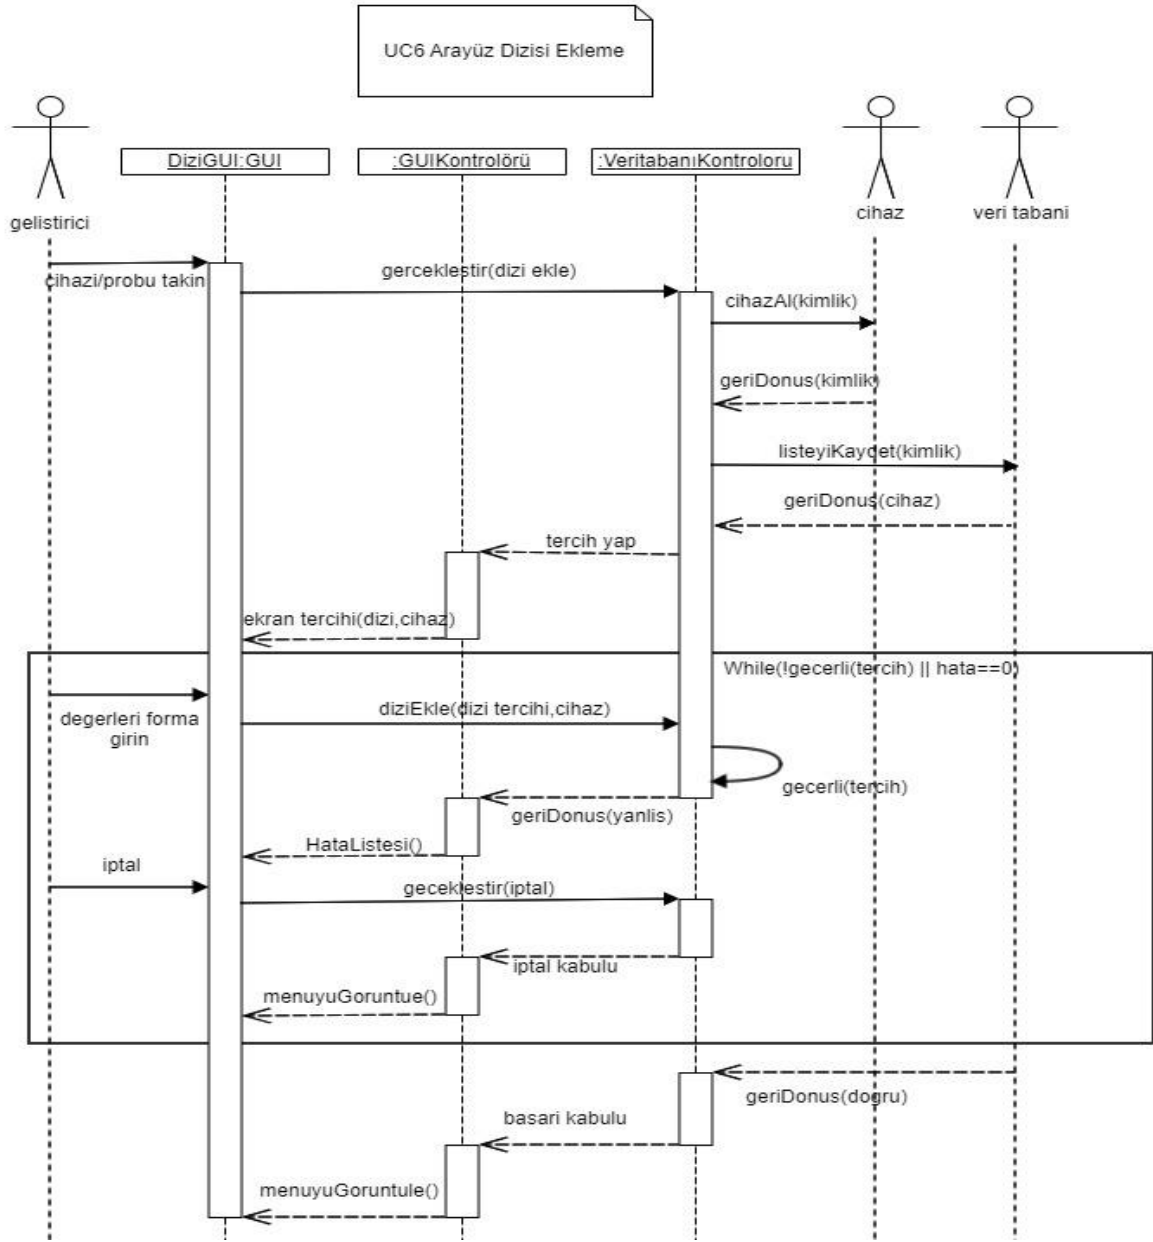 UC6 Arayüz Dizisi Ekleme
gelistirici
DiziGUI:GUI
:GUIKontrolörü
:VeritabanıKontroloru
cihaz
veri tabani
cihazi/probu takin
gerceklestir(dizi ekle)
cihazAl(kimlik)
geriDonus(kimlik)
listeyiKaydet(kimlik)
geriDonus(cihaz)
tercih yap
ekran tercihi(dizi,cihaz)
While(!gecerli(tercih) || hata==0)
degerleri forma
girin
diziEkle(dizi tercihi,cihaz)
gecerli(tercih)
geriDonus(yanlis)
HataListesi()
iptal
geceklestir(iptal)
iptal kabulu
menuyuGoruntue()
geriDonus(dogru)
basari kabulu
menuyuGoruntule()